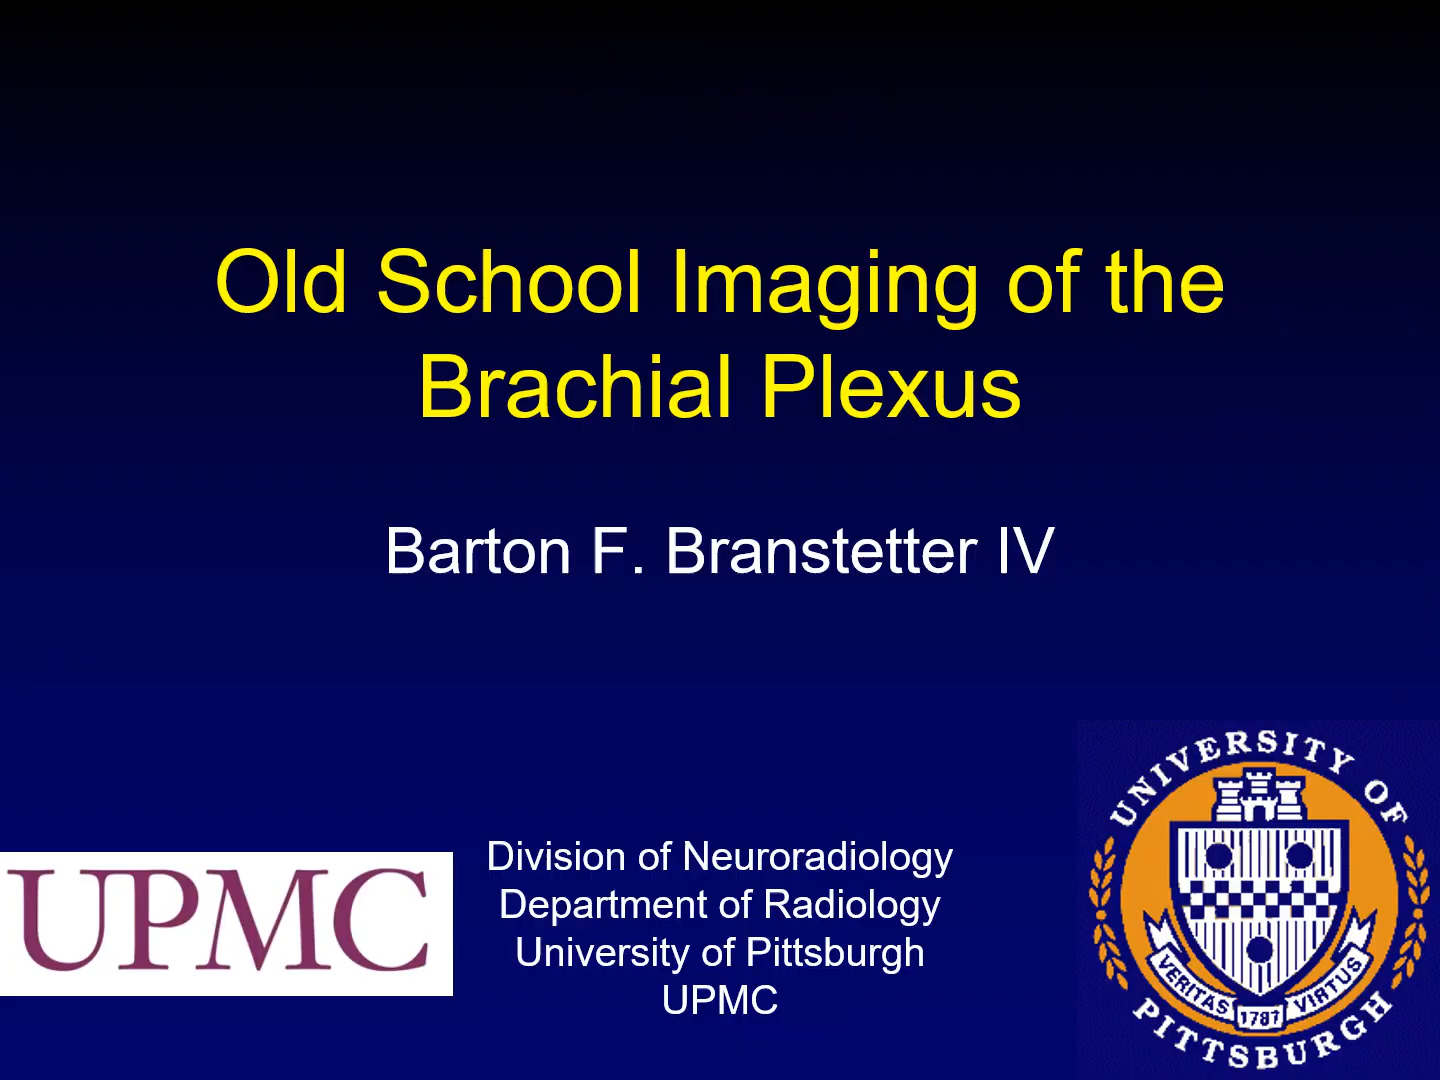 Old School Imaging of the
Brachial Plexus
Barton F. Branstetter IV
UPMC
Division of Neuroradiology
Department of Radiology
University of Pittsburgh
UPMC
UNIVERSITY OF
PITTSBURGH
VERITAS 1787 VIRTUS